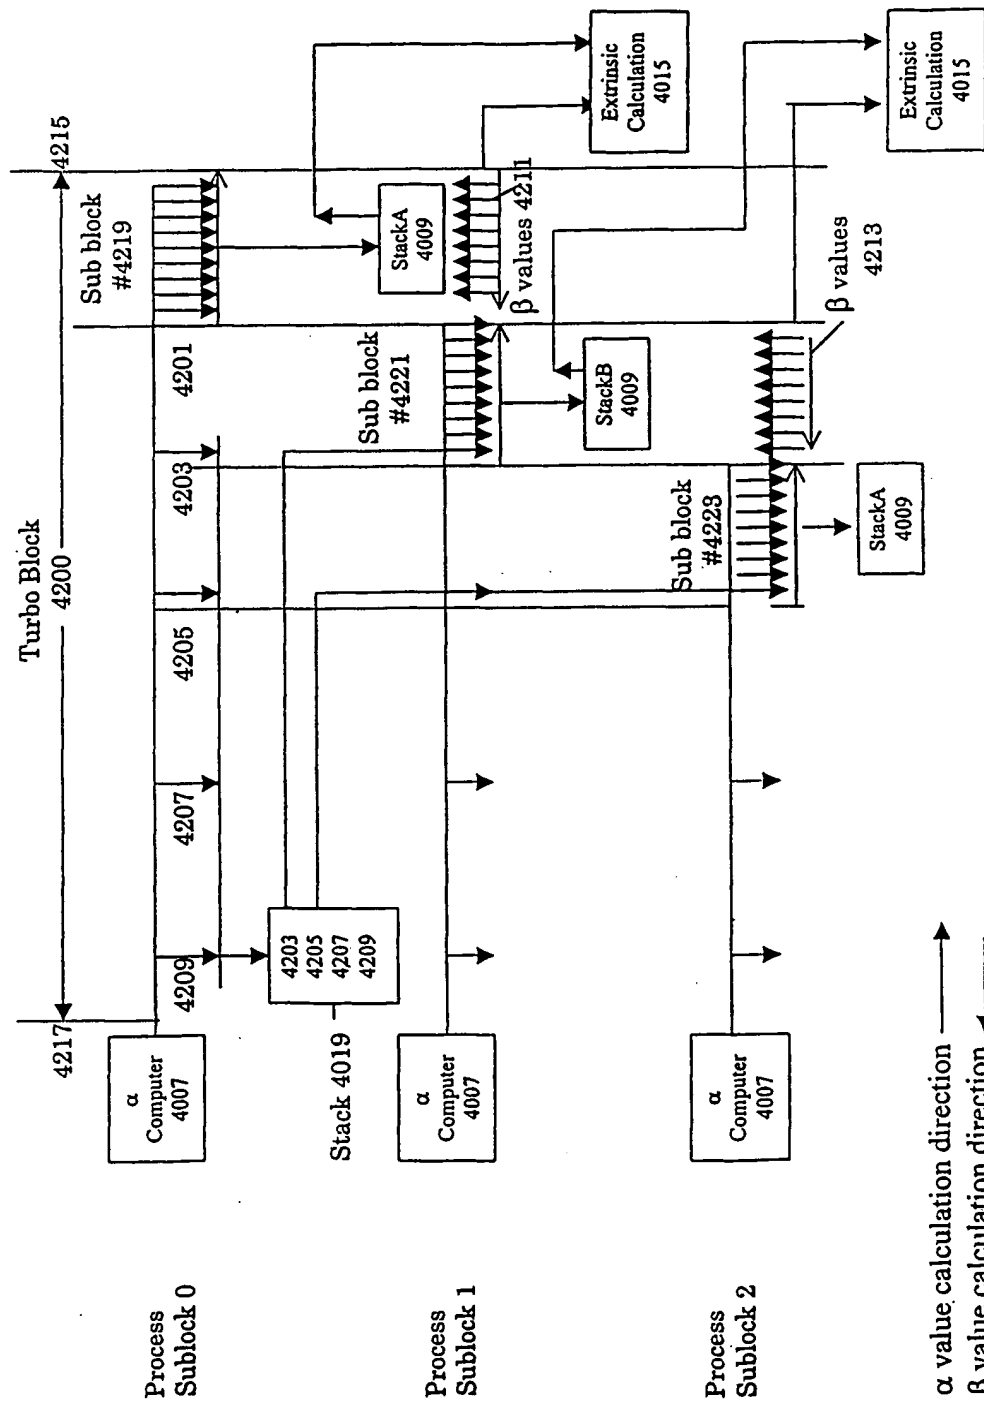 Turbo Block
4200
4217
4215
Process
Sublock 0
α
Computer
4007
4209
4207
4205
4203
4201
Sub block
#4219
4203
4205
4207
4209
Stack 4019
StackA
4009
Extrinsic
Calculation
4015
β values 4211
Process
Sublock 1
α
Computer
4007
Sub block
#4221
StackB
4009
β values
4213
Extrinsic
Calculation
4015
Process
Sublock 2
α
Computer
4007
Sub block
#4223
StackA
4009
α value calculation direction
β value calculation direction